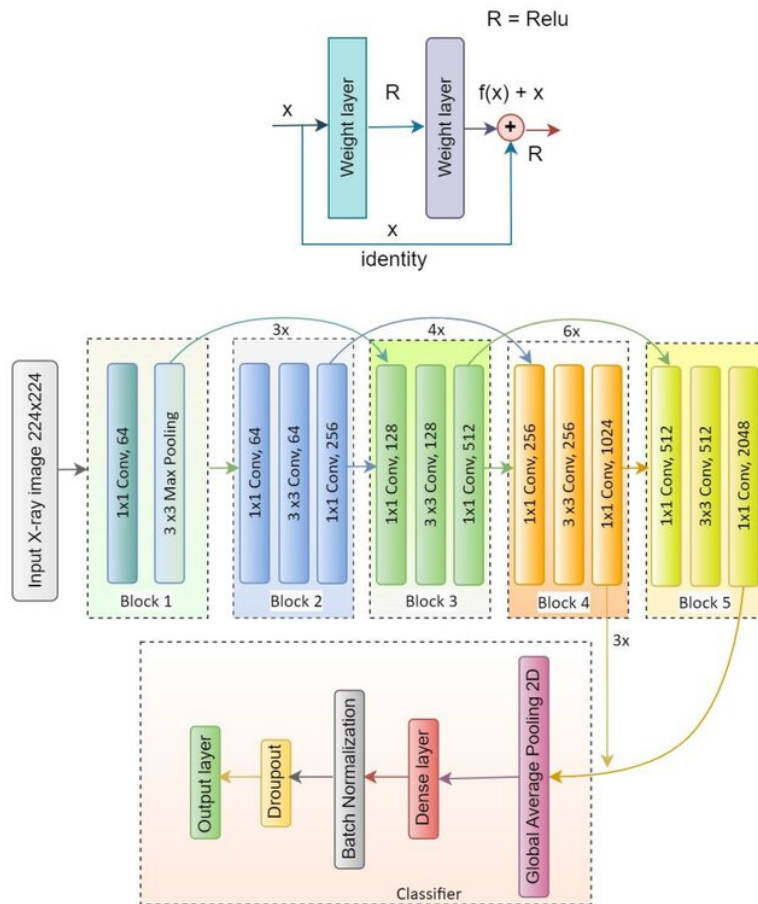 R = Relu
x
Weight layer
R
Weight layer
f(x) + x
+
R
x
identity
3x
4x
6x
Input X-ray image 224x224
1x1 Conv, 64
3 x3 Max Pooling
Block 1
1x1 Conv, 64
3 x3 Conv, 64
1x1 Conv, 256
Block 2
1x1 Conv, 128
3 x3 Conv, 128
1x1 Conv, 512
Block 3
1x1 Conv, 256
3 x3 Conv, 256
1x1 Conv, 1024
Block 4
1x1 Conv, 512
3x3 Conv, 512
1x1 Conv, 2048
Block 5
3x
Output layer
Droupout
Batch Normalization
Dense layer
Global Average Pooling 2D
Classifier